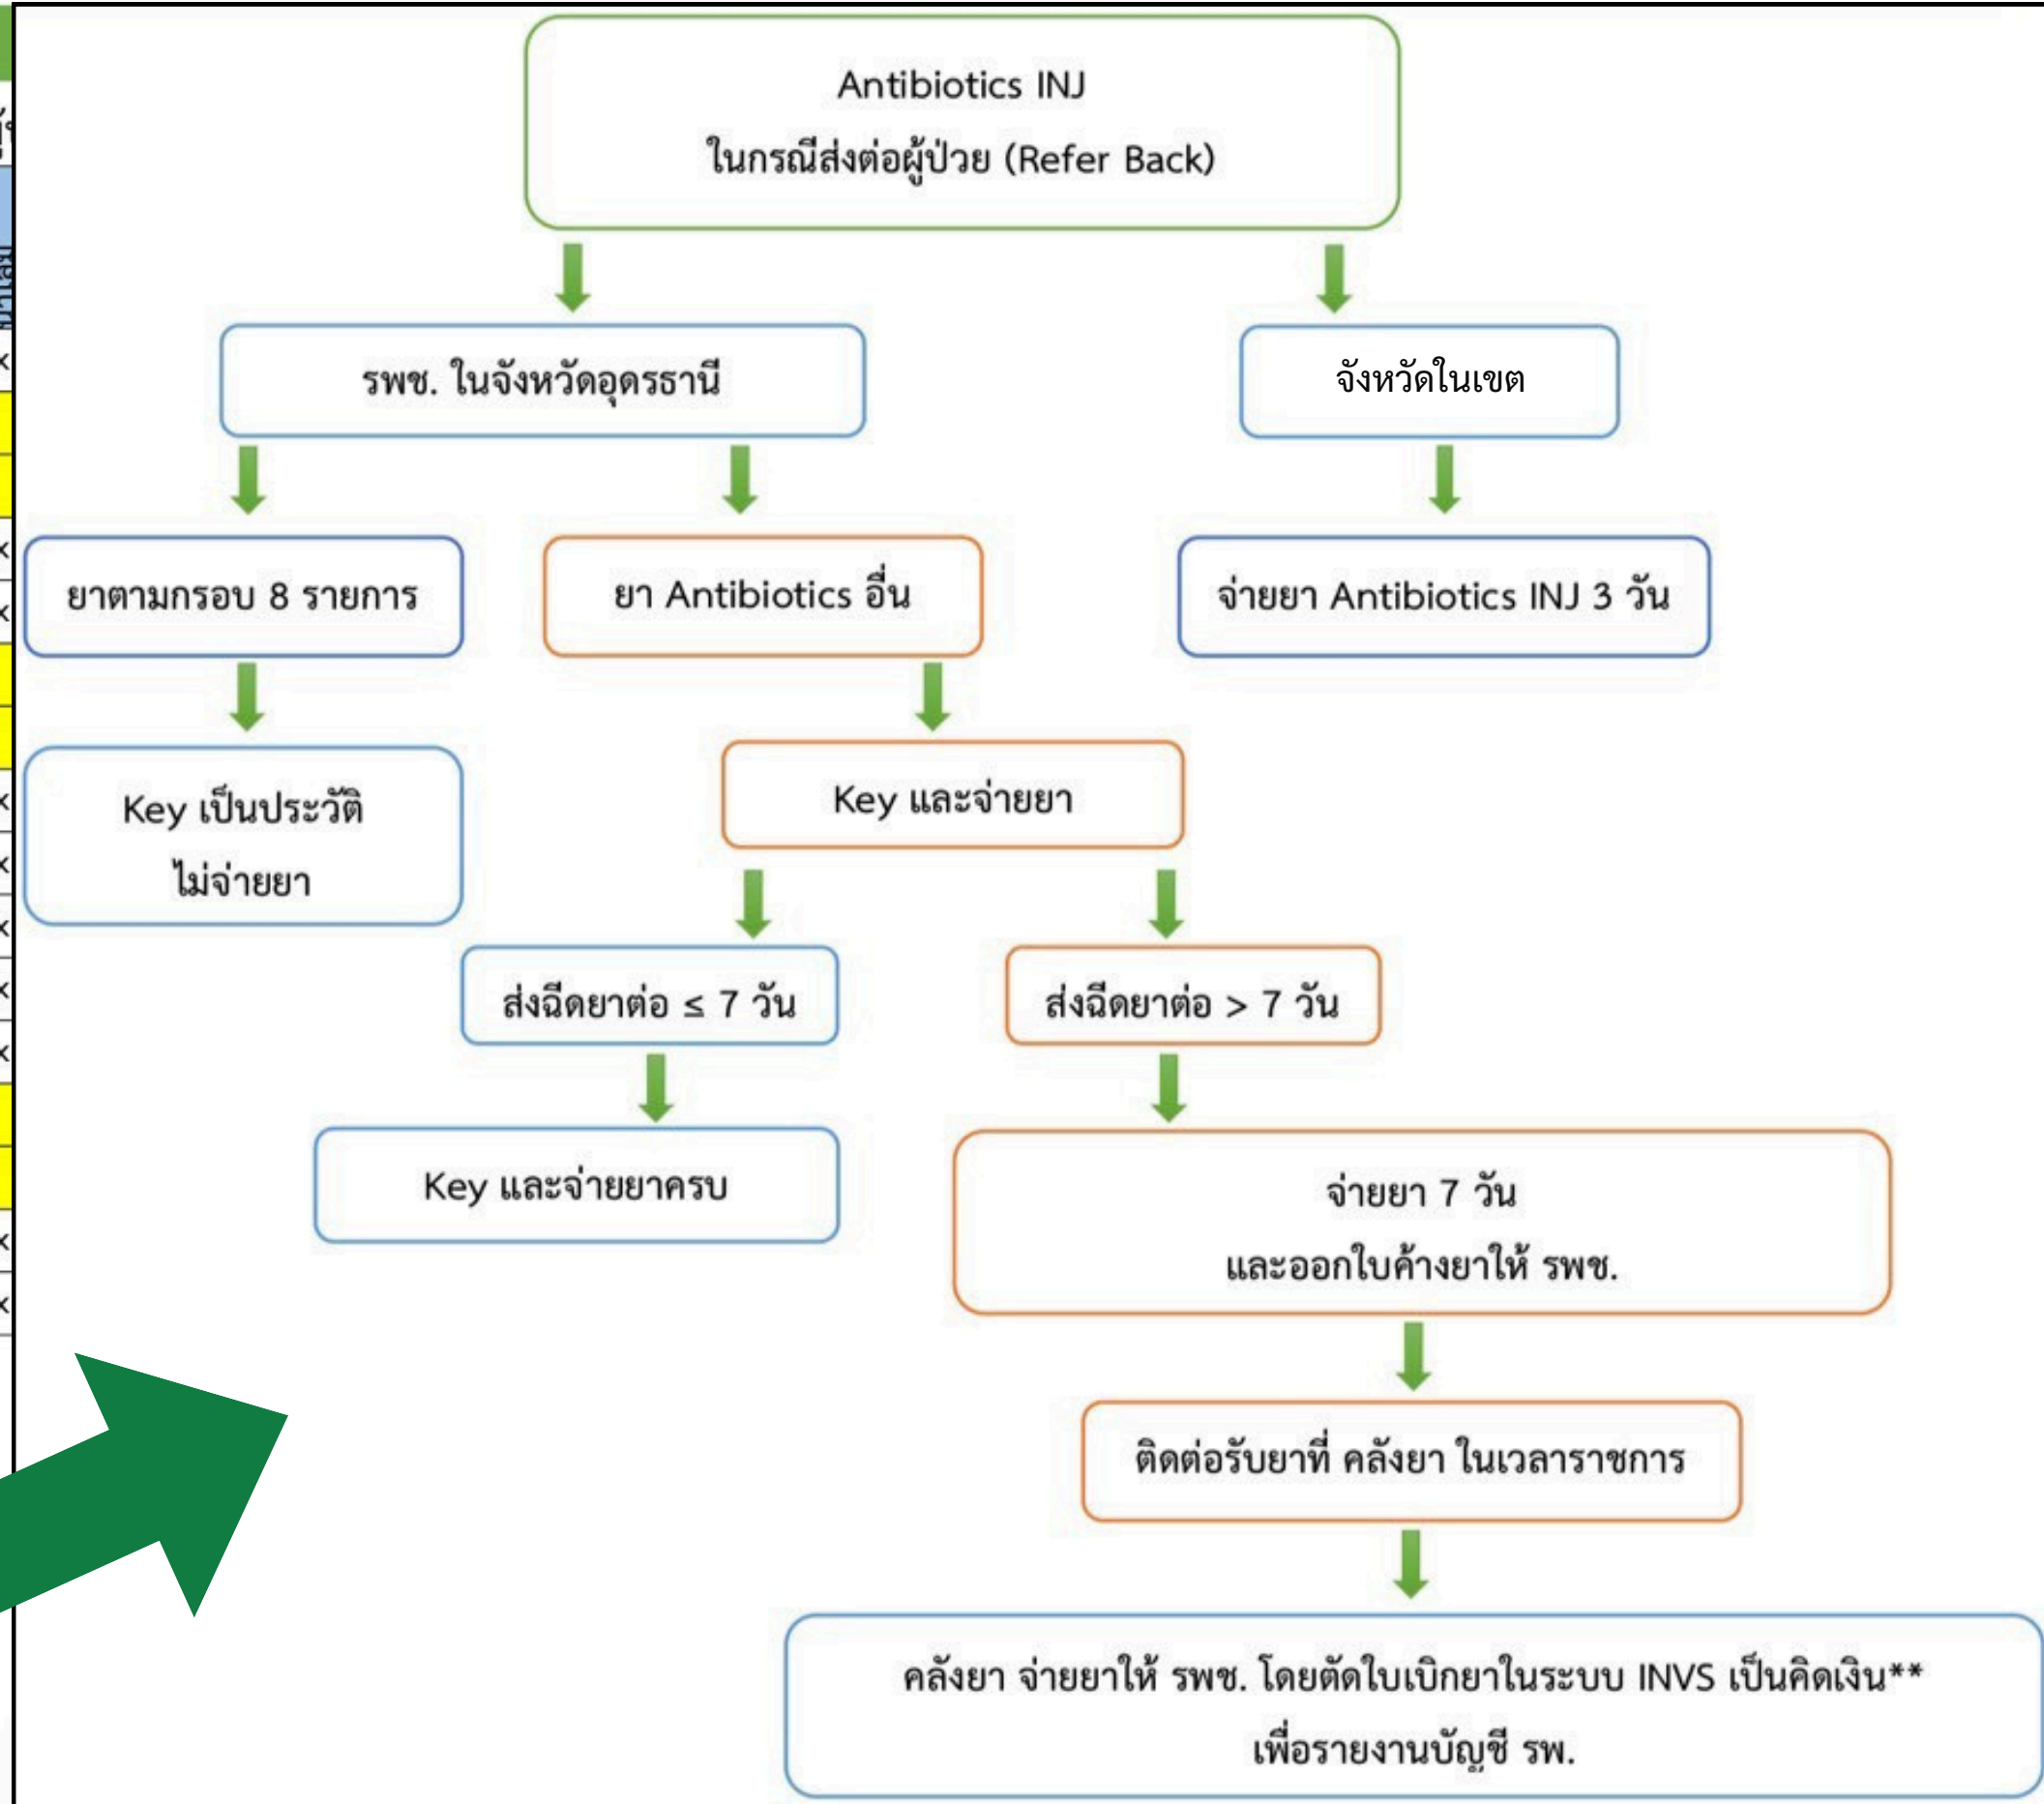 Antibiotics INJ
ในกรณีส่งต่อผู้ป่วย (Refer Back)
รพช. ในจังหวัดอุดรธานี
จังหวัดในเขต
ยาตามกรอบ 8 รายการ
ยา Antibiotics อื่น
จ่ายยา Antibiotics INJ 3 วัน
Key เป็นประวัติ
ไม่จ่ายยา
Key และจ่ายยา
ส่งฉีดยาต่อ ≤ 7 วัน
ส่งฉีดยาต่อ > 7 วัน
Key และจ่ายยาครบ
จ่ายยา 7 วัน
และออกใบค้างยาให้ รพช.
ติดต่อรับยาที่ คลังยา ในเวลาราชการ
คลังยา จ่ายยาให้ รพช. โดยตัดใบเบิกยาในระบบ INVS เป็นคิดเงิน**
เพื่อรายงานบัญชี รพ.